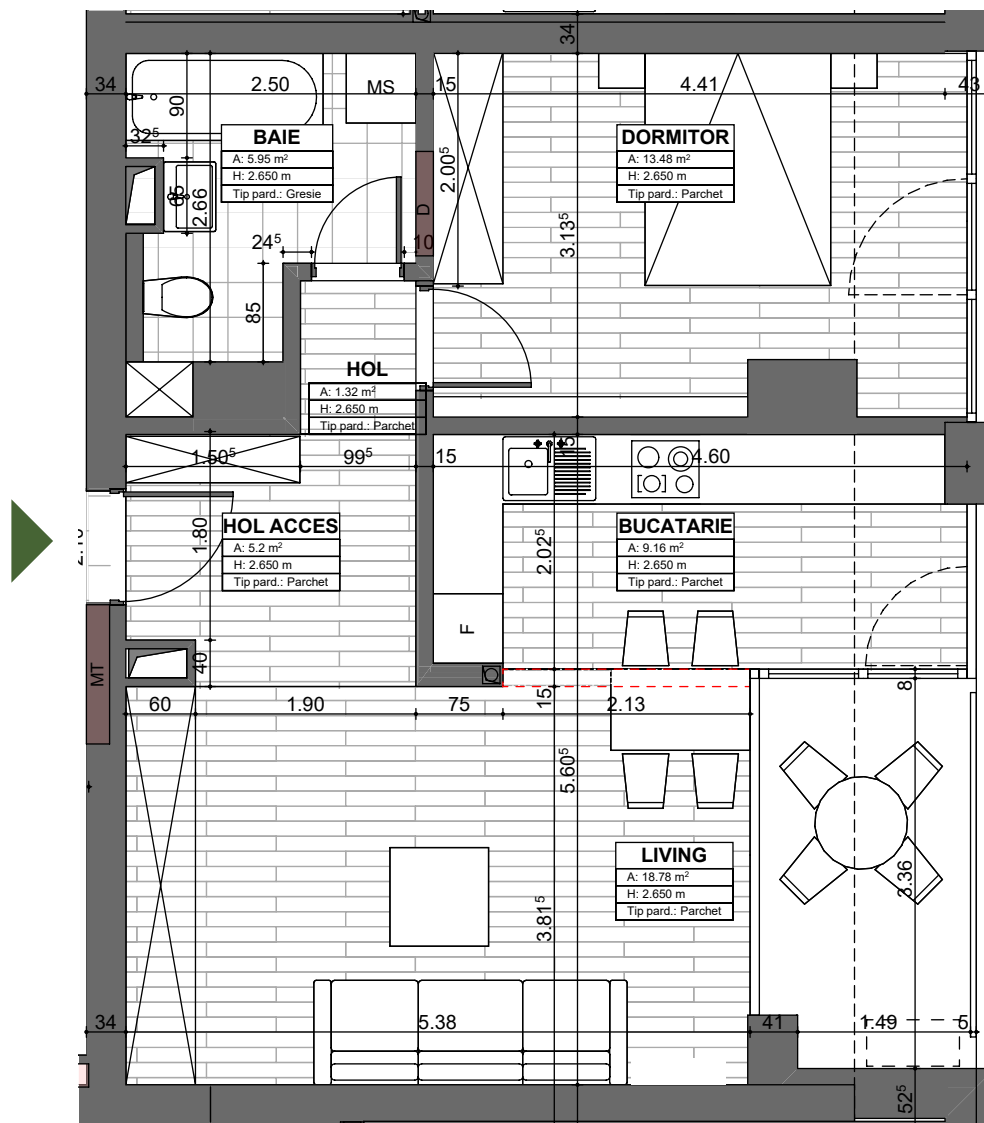 34
34
2.50
MS
15
4.41
43
90
BAIE
A: 5.95 m²
H: 2.650 m
Tip pard.: Gresie
DORMITOR
A: 13.48 m²
H: 2.650 m
Tip pard.: Parchet
32⁵
2.00⁵
65
2.66
D
3.13⁵
24⁵
10
85
HOL
A: 1.32 m²
H: 2.650 m
Tip pard.: Parchet
15
1.50⁵
99⁵
15
4.60
HOL ACCES
A: 5.2 m²
H: 2.650 m
Tip pard.: Parchet
1.80
BUCATARIE
A: 9.16 m²
H: 2.650 m
Tip pard.: Parchet
2.02⁵
F
MT
40
60
1.90
75
15
2.13
8
5.60⁵
LIVING
A: 18.78 m²
H: 2.650 m
Tip pard.: Parchet
3.36
3.81⁵
34
5.38
41
1.49
5
52⁵